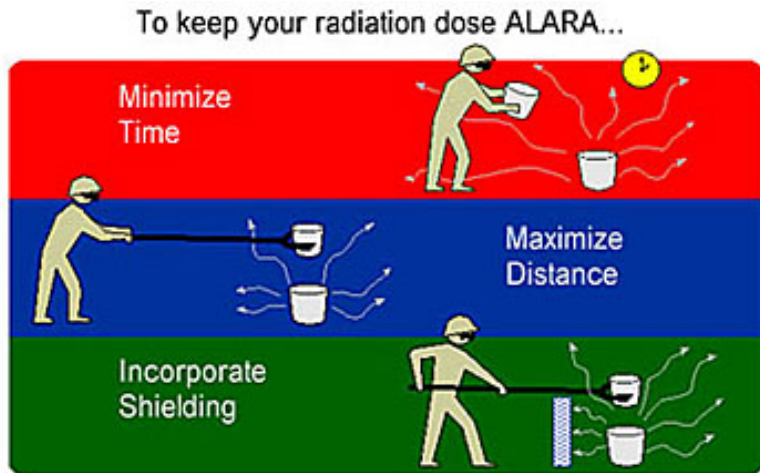 To keep your radiation dose ALARA...
Minimize
Time
Maximize
Distance
Incorporate
Shielding